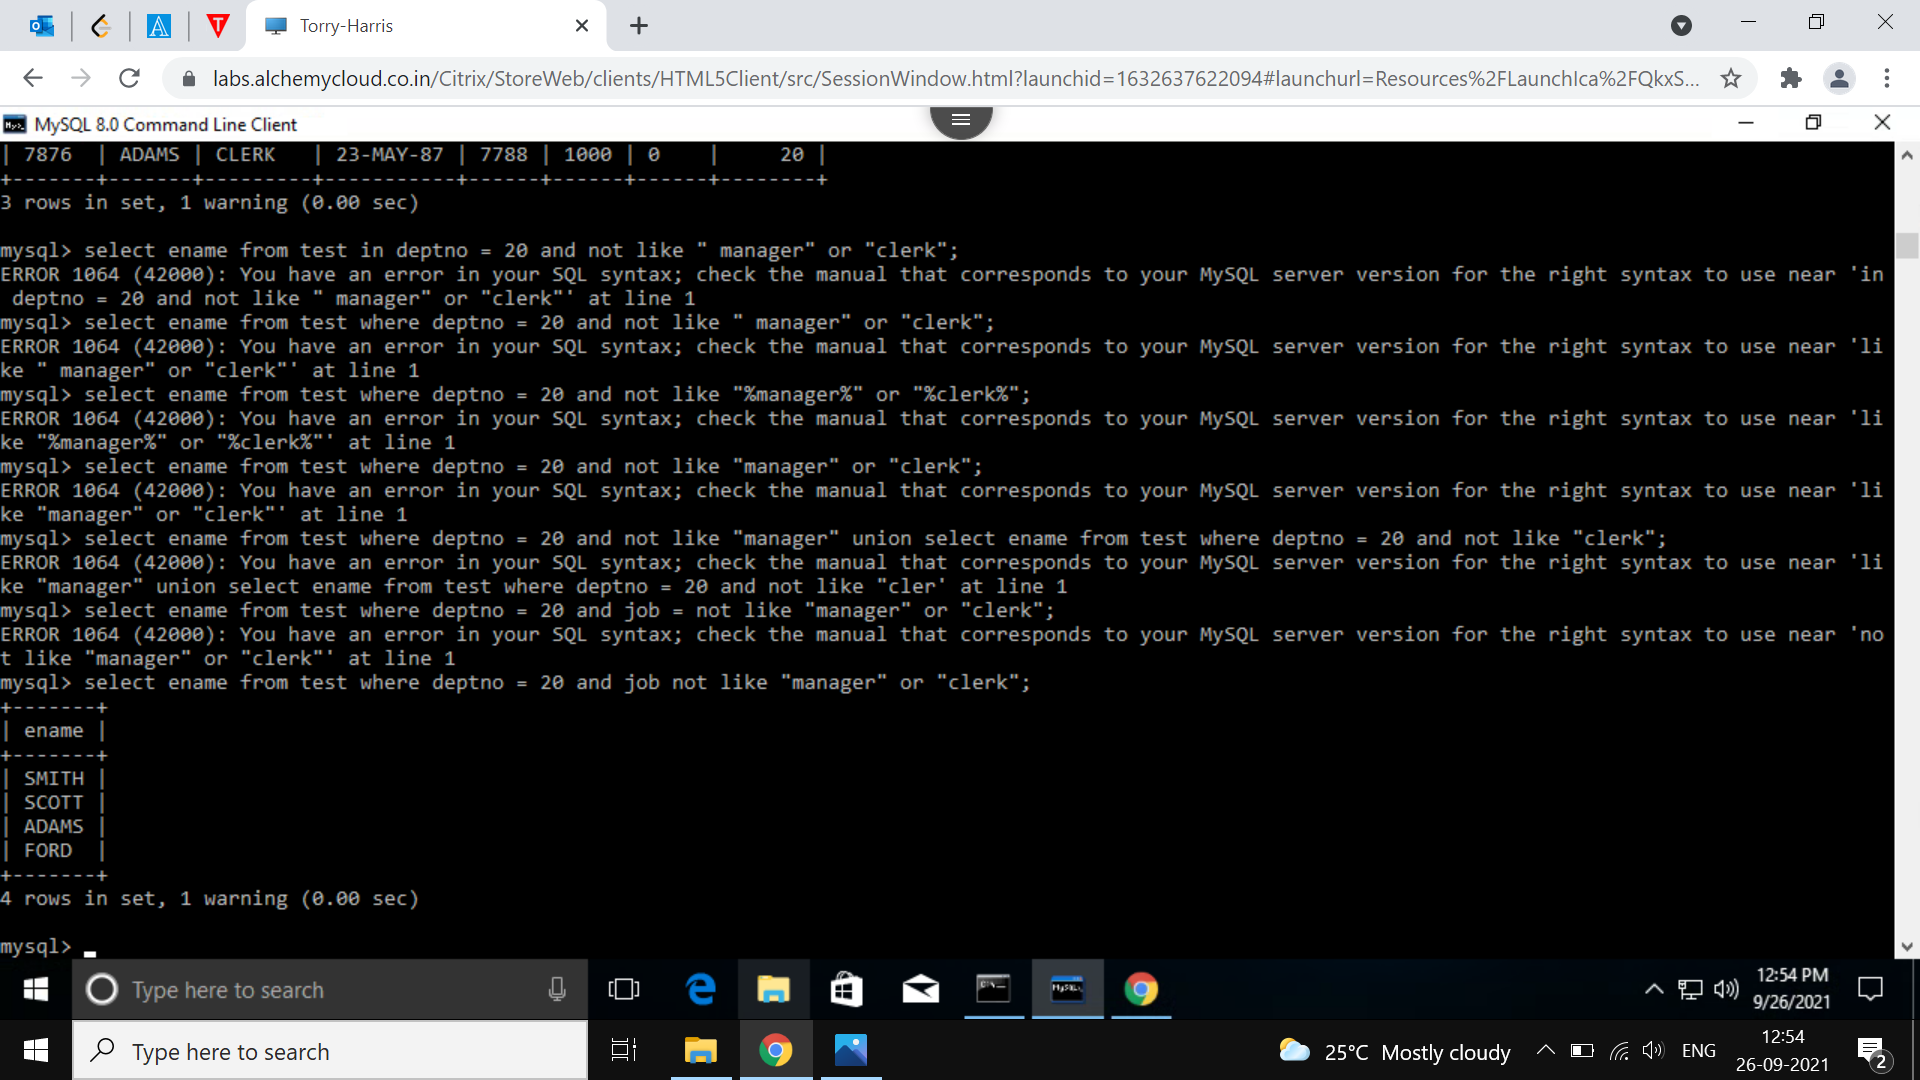 Torry-Harris
labs.alchemycloud.co.in/Citrix/StoreWeb/clients/HTML5Client/src/SessionWindow.html?launchid=1632637622094#launchurl=Resources%2FLaunchIca%2FQkxS...
MySQL 8.0 Command Line Client
| 7876  | ADAMS | CLERK   | 23-MAY-87 | 7788 | 1000 | 0    |     20 |
+-------+-------+---------+-----------+------+------+------+--------+
3 rows in set, 1 warning (0.00 sec)
mysql> select ename from test in deptno = 20 and not like " manager" or "clerk";
ERROR 1064 (42000): You have an error in your SQL syntax; check the manual that corresponds to your MySQL server version for the right syntax to use near 'in
 deptno = 20 and not like " manager" or "clerk"' at line 1
mysql> select ename from test where deptno = 20 and not like " manager" or "clerk";
ERROR 1064 (42000): You have an error in your SQL syntax; check the manual that corresponds to your MySQL server version for the right syntax to use near 'li
ke " manager" or "clerk"' at line 1
mysql> select ename from test where deptno = 20 and not like "%manager%" or "%clerk%";
ERROR 1064 (42000): You have an error in your SQL syntax; check the manual that corresponds to your MySQL server version for the right syntax to use near 'li
ke "%manager%" or "%clerk%"' at line 1
mysql> select ename from test where deptno = 20 and not like "manager" or "clerk";
ERROR 1064 (42000): You have an error in your SQL syntax; check the manual that corresponds to your MySQL server version for the right syntax to use near 'li
ke "manager" or "clerk"' at line 1
mysql> select ename from test where deptno = 20 and not like "manager" union select ename from test where deptno = 20 and not like "clerk";
ERROR 1064 (42000): You have an error in your SQL syntax; check the manual that corresponds to your MySQL server version for the right syntax to use near 'li
ke "manager" union select ename from test where deptno = 20 and not like "cler' at line 1
mysql> select ename from test where deptno = 20 and job = not like "manager" or "clerk";
ERROR 1064 (42000): You have an error in your SQL syntax; check the manual that corresponds to your MySQL server version for the right syntax to use near 'no
t like "manager" or "clerk"' at line 1
mysql> select ename from test where deptno = 20 and job not like "manager" or "clerk";
+-------+
| ename |
+-------+
| SMITH |
| SCOTT |
| ADAMS |
| FORD  |
+-------+
4 rows in set, 1 warning (0.00 sec)
mysql>
Type here to search
12:54 PM
9/26/2021
Type here to search
25°C Mostly cloudy
ENG
12:54
26-09-2021
2